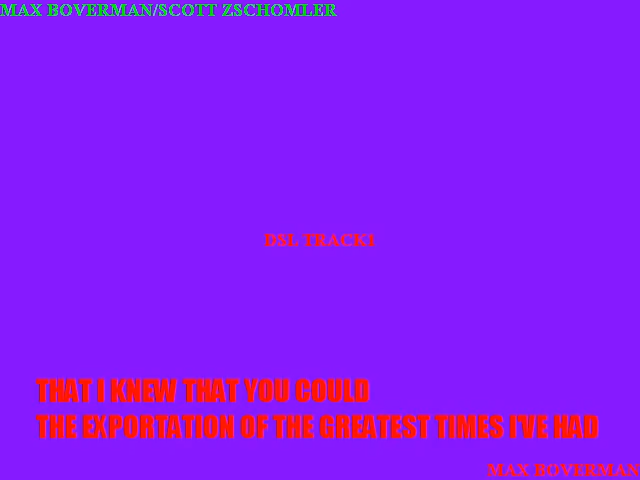 MAX BOVERMAN/SCOTT ZSCHOMLER
DSL TRACK1
THAT I KNEW THAT YOU COULD
THE EXPORTATION OF THE GREATEST TIMES I'VE HAD
MAX BOVERMAN